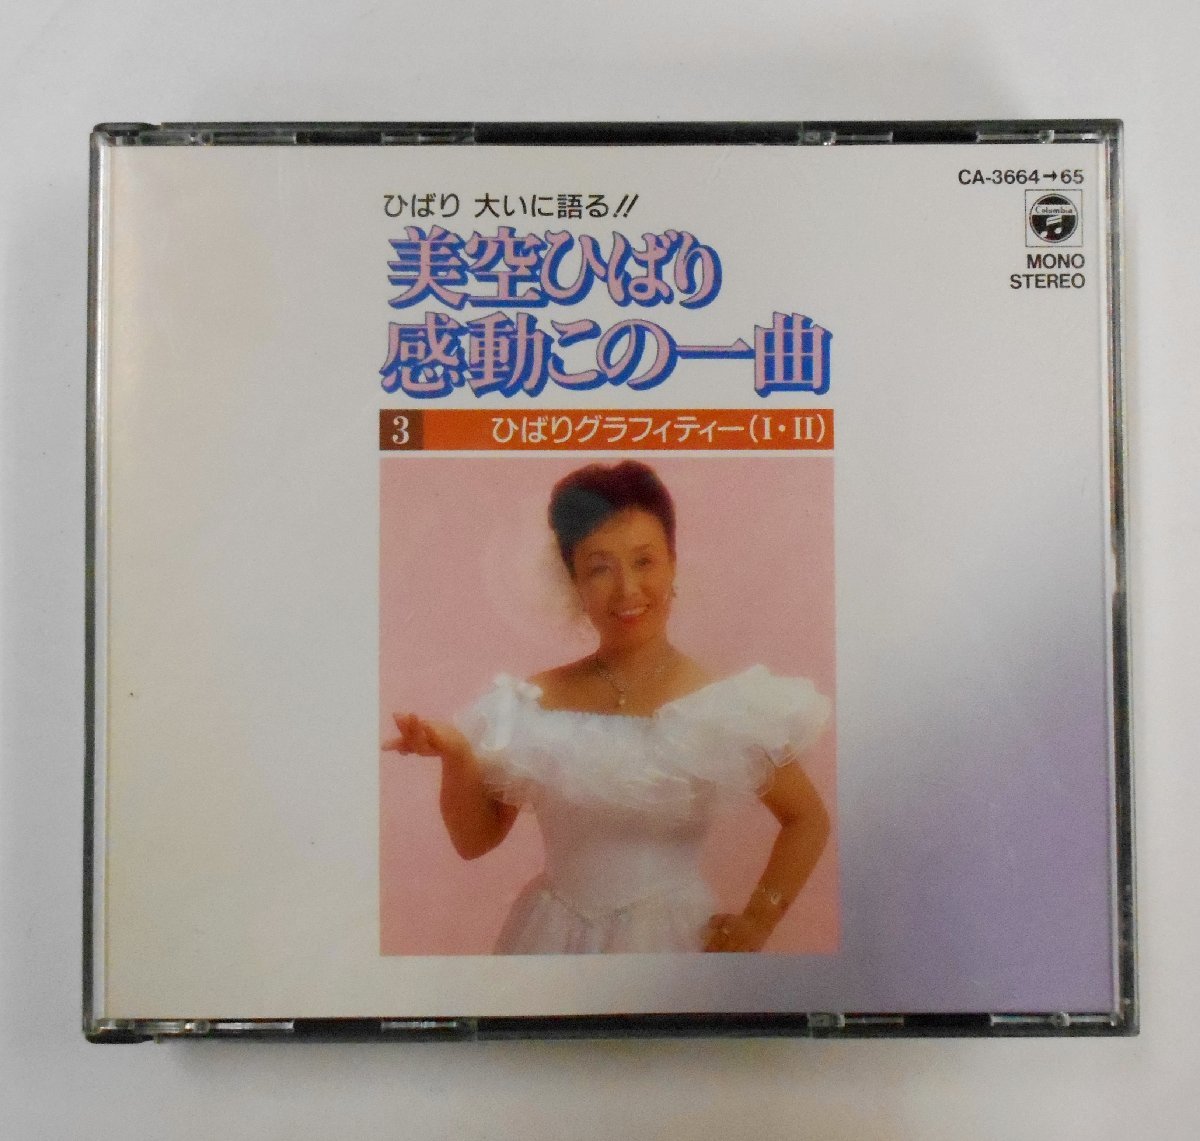 CA-3664→65
Columbia
MONO
STEREO
ひばり 大いに語る!!
美空ひばり
感動この一曲
3 ひばりグラフィティー(I・II)